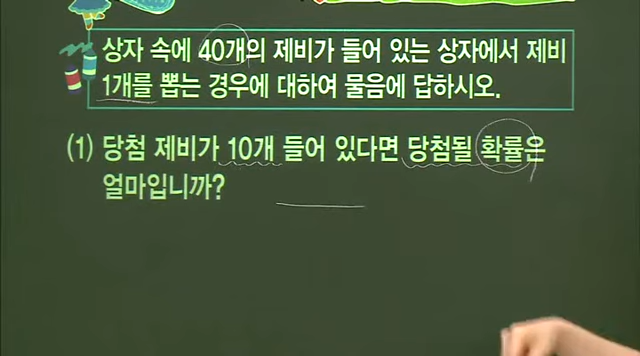 상자 속에 40개의 제비가 들어 있는 상자에서 제비
1개를 뽑는 경우에 대하여 물음에 답하시오.
(1) 당첨 제비가 10개 들어 있다면 당첨될 확률은
얼마입니까?